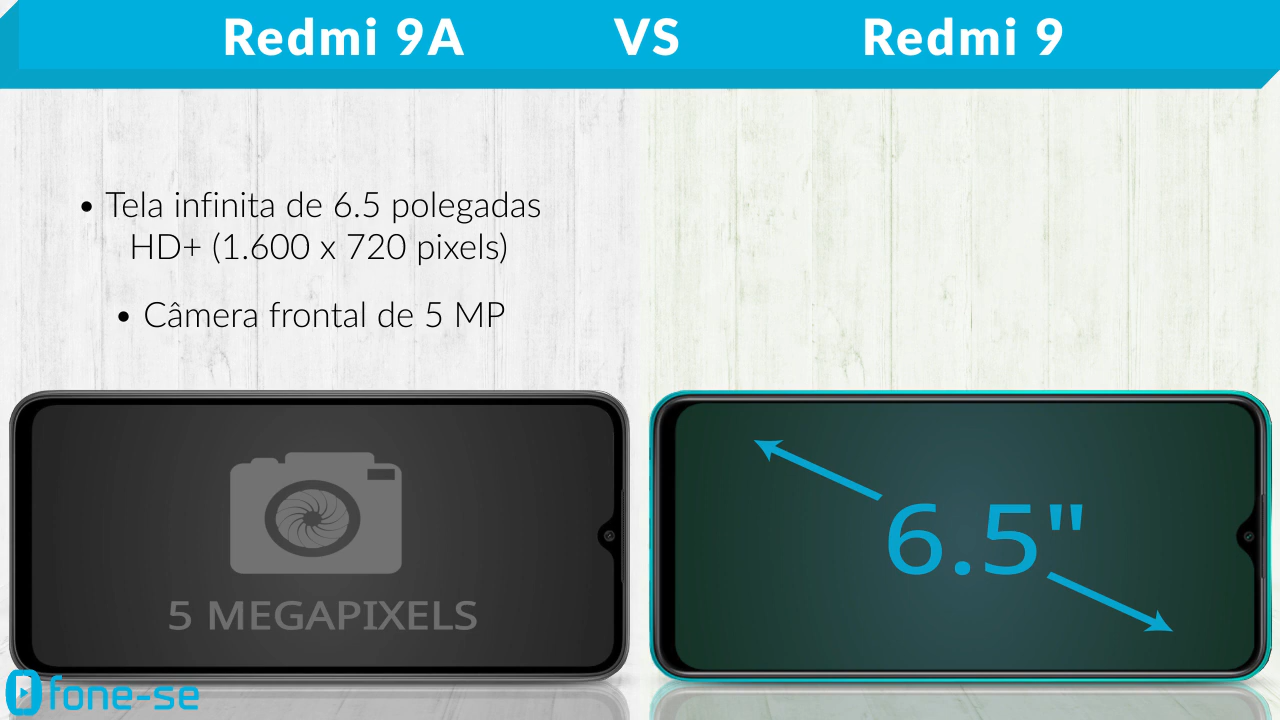 Redmi 9A VS Redmi 9
• Tela infinita de 6.5 polegadas
HD+ (1.600 x 720 pixels)
• Câmera frontal de 5 MP
5 MEGAPIXELS
6.5"
fone-se